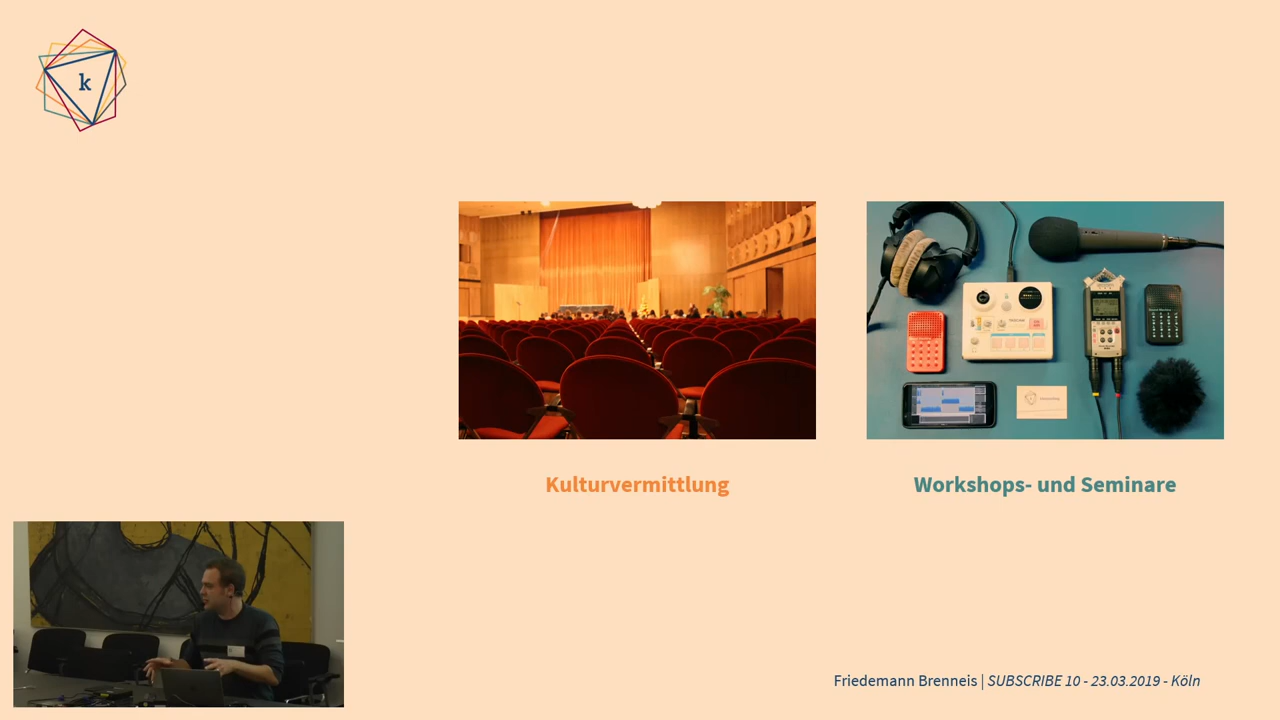 k
Kulturvermittlung
Workshops- und Seminare
Friedemann Brenneis | SUBSCRIBE 10 - 23.03.2019 - Köln